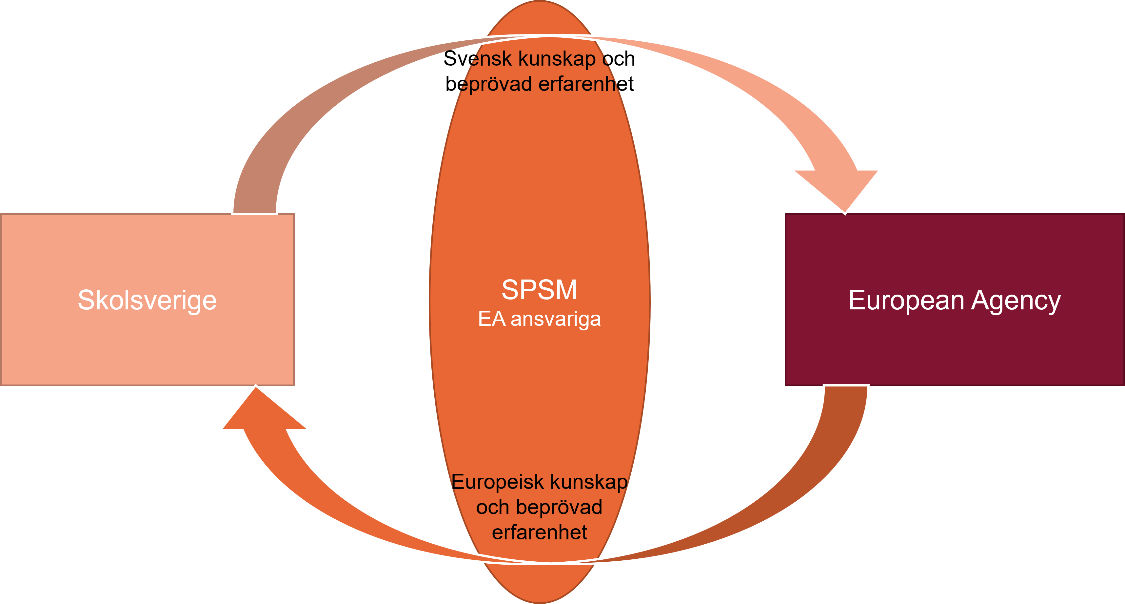 Svensk kunskap och
beprövad erfarenhet
Skolsverige
SPSM
EA ansvariga
European Agency
Europeisk kunskap
och beprövad
erfarenhet